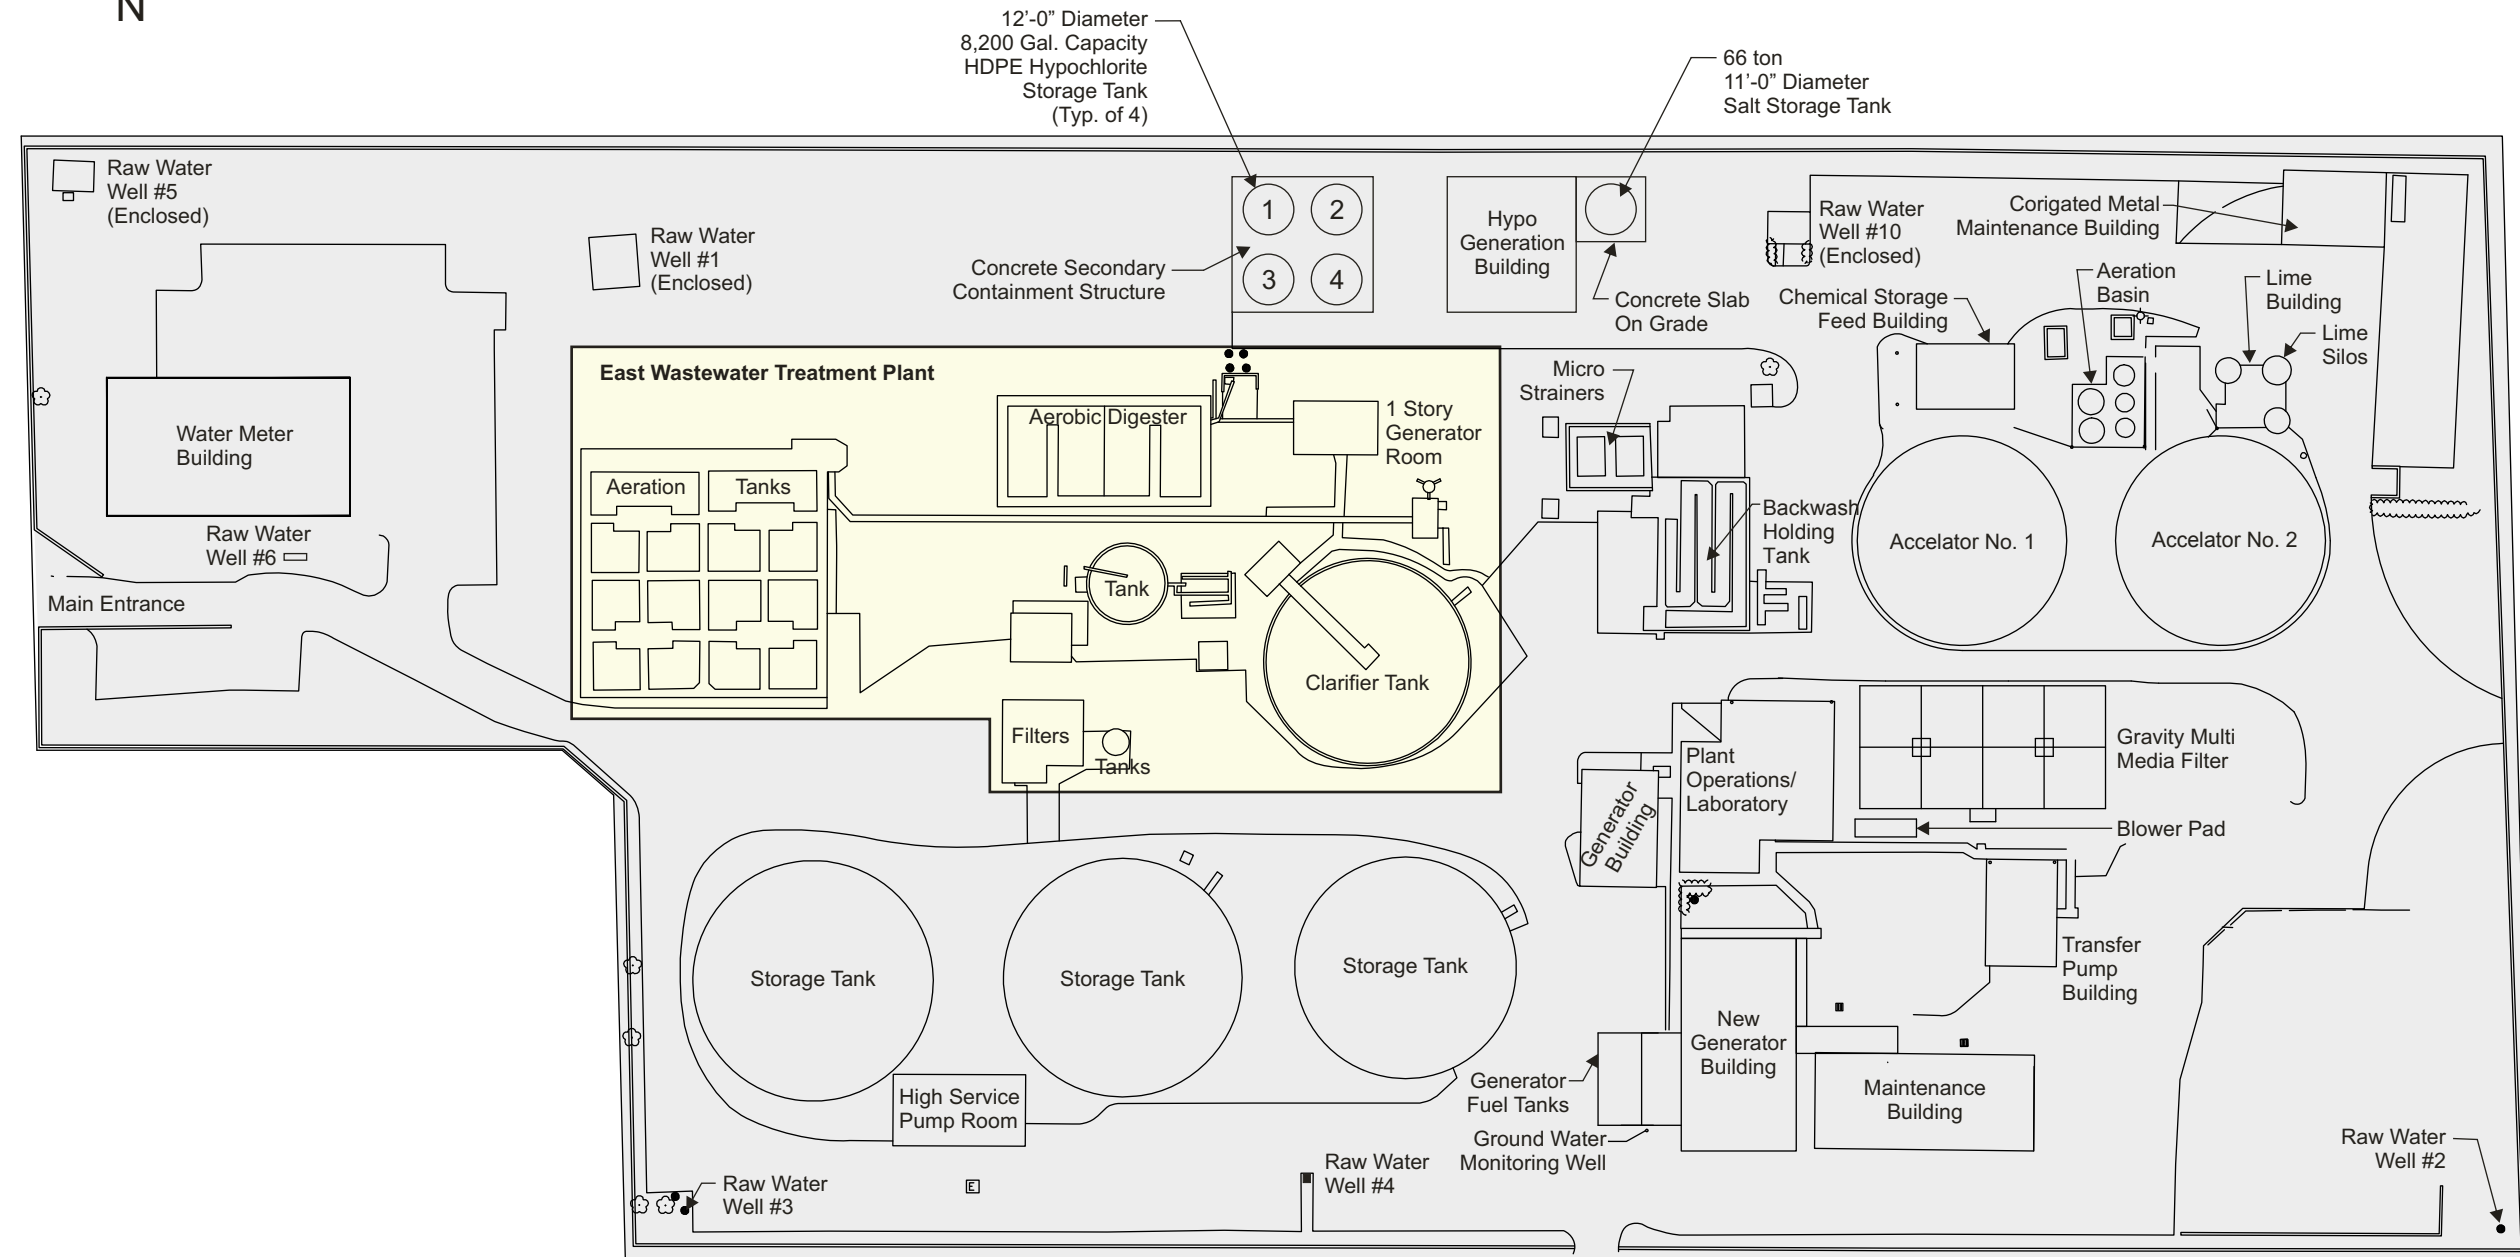 N
12’-0” Diameter
8,200 Gal. Capacity
HDPE Hypochlorite
Storage Tank
(Typ. of 4)
66 ton
11’-0” Diameter
Salt Storage Tank
Raw Water
Well #5
(Enclosed)
Raw Water
Well #1
(Enclosed)
1
2
3
4
Concrete Secondary
Containment Structure
Hypo
Generation
Building
Concrete Slab
On Grade
Raw Water
Well #10
(Enclosed)
Corigated Metal
Maintenance Building
Chemical Storage
Feed Building
Aeration
Basin
Lime
Building
Lime
Silos
East Wastewater Treatment Plant
Aerobic Digester
1 Story
Generator
Room
Micro
Strainers
Water Meter
Building
Aeration
Tanks
Backwash
Holding
Tank
Accelator No. 1
Accelator No. 2
Raw Water
Well #6
Main Entrance
Tank
Clarifier Tank
Filters
Tanks
Plant
Operations/
Laboratory
Generator
Building
Gravity Multi
Media Filter
Blower Pad
Storage Tank
Storage Tank
Storage Tank
Transfer
Pump
Building
New
Generator
Building
Generator
Fuel Tanks
Maintenance
Building
High Service
Pump Room
Ground Water
Monitoring Well
Raw Water
Well #3
E
Raw Water
Well #4
Raw Water
Well #2